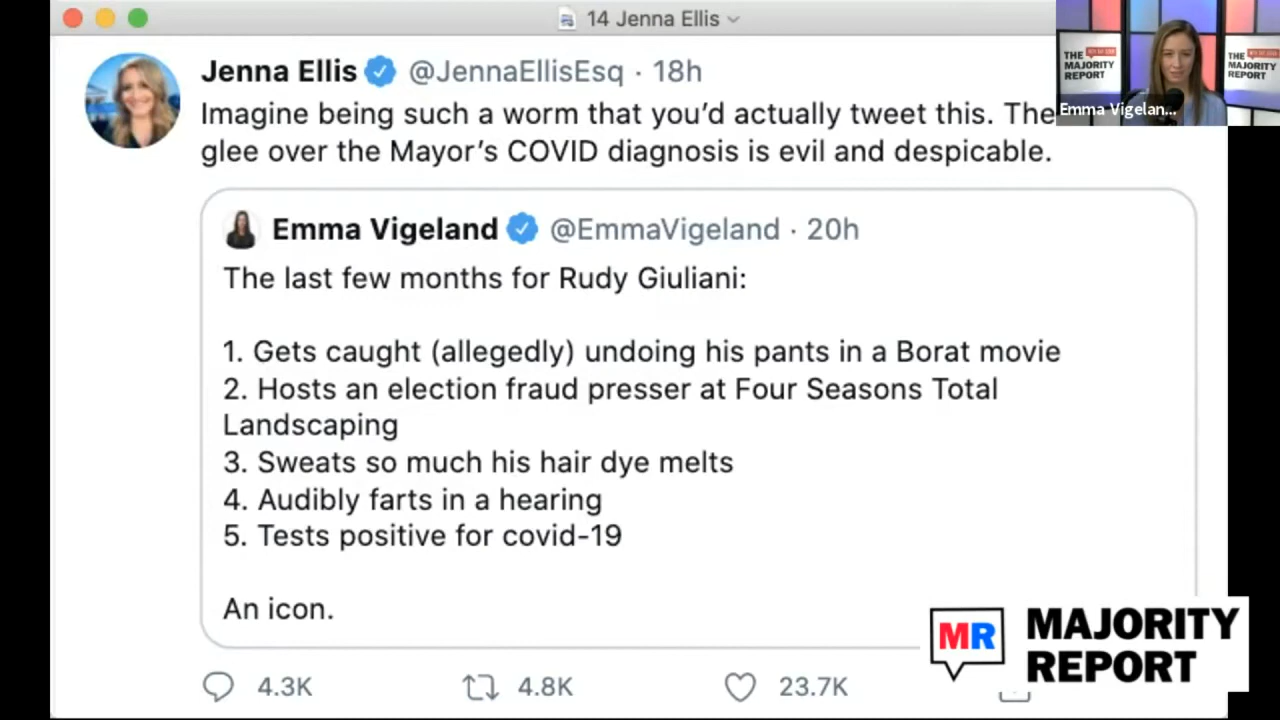 14 Jenna Ellis
Jenna Ellis @JennaEllisEsq · 18h
Imagine being such a worm that you’d actually tweet this. The
glee over the Mayor’s COVID diagnosis is evil and despicable.
Emma Vigeland @EmmaVigeland · 20h
The last few months for Rudy Giuliani:
1. Gets caught (allegedly) undoing his pants in a Borat movie
2. Hosts an election fraud presser at Four Seasons Total
Landscaping
3. Sweats so much his hair dye melts
4. Audibly farts in a hearing
5. Tests positive for covid-19
An icon.
4.3K 4.8K 23.7K
THE
MAJORITY
REPORT
THE
MAJORITY
REPORT
Emma Vigelan...
MR
MAJORITY
REPORT